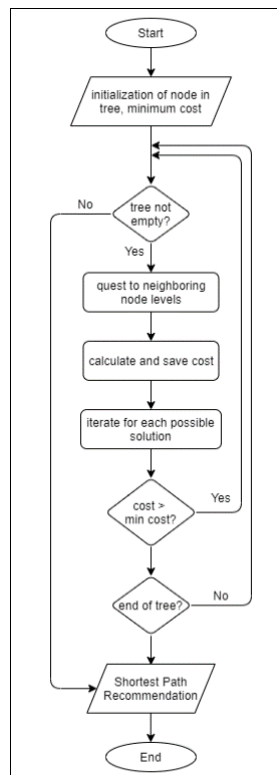 Start
initialization of node in
tree, minimum cost
No
tree not
empty?
Yes
quest to neighboring
node levels
calculate and save cost
iterate for each possible
solution
cost >
min cost?
Yes
end of tree?
No
Shortest Path
Recommendation
End